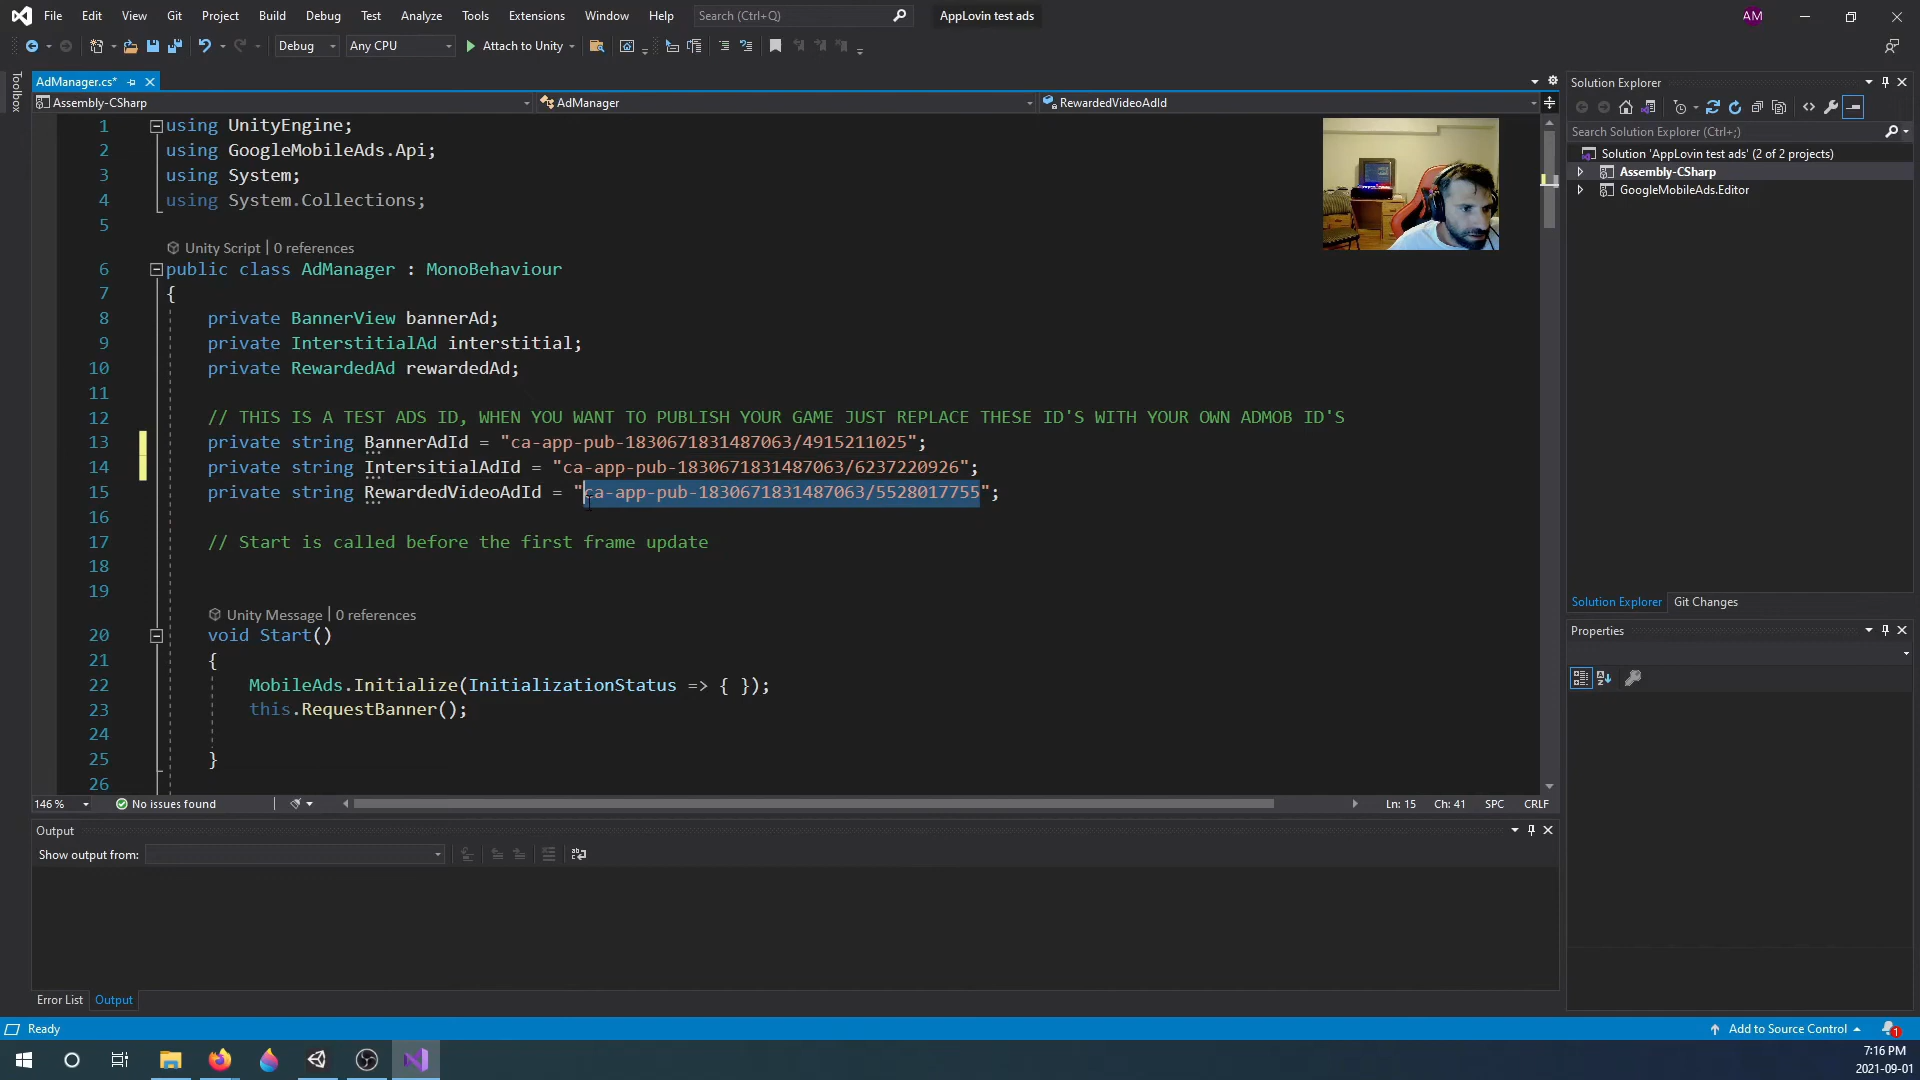 File Edit View Git Project Build Debug Test Analyze Tools Extensions Window Help Search (Ctrl+Q) AppLovin test ads AM
Debug Any CPU Attach to Unity
Toolbox
AdManager.cs*
Assembly-CSharp AdManager RewardedVideoAdId
1 using UnityEngine;
2 using GoogleMobileAds.Api;
3 using System;
4 using System.Collections;
5
Unity Script | 0 references
6 public class AdManager : MonoBehaviour
7 {
8 private BannerView bannerAd;
9 private InterstitialAd interstitial;
10 private RewardedAd rewardedAd;
11
12 // THIS IS A TEST ADS ID, WHEN YOU WANT TO PUBLISH YOUR GAME JUST REPLACE THESE ID'S WITH YOUR OWN ADMOB ID'S
13 private string BannerAdId = "ca-app-pub-1830671831487063/4915211025";
14 private string IntersitialAdId = "ca-app-pub-1830671831487063/6237220926";
15 private string RewardedVideoAdId = "ca-app-pub-1830671831487063/5528017755";
16
17 // Start is called before the first frame update
18
19
Unity Message | 0 references
20 void Start()
21 {
22 MobileAds.Initialize(InitializationStatus => { });
23 this.RequestBanner();
24
25 }
26
146 % No issues found Ln: 15 Ch: 41 SPC CRLF
Output
Show output from:
Error List Output
Solution Explorer
Search Solution Explorer (Ctrl+;)
Solution 'AppLovin test ads' (2 of 2 projects)
Assembly-CSharp
GoogleMobileAds.Editor
Solution Explorer Git Changes
Properties
Ready Add to Source Control 1
7:16 PM
2021-09-01